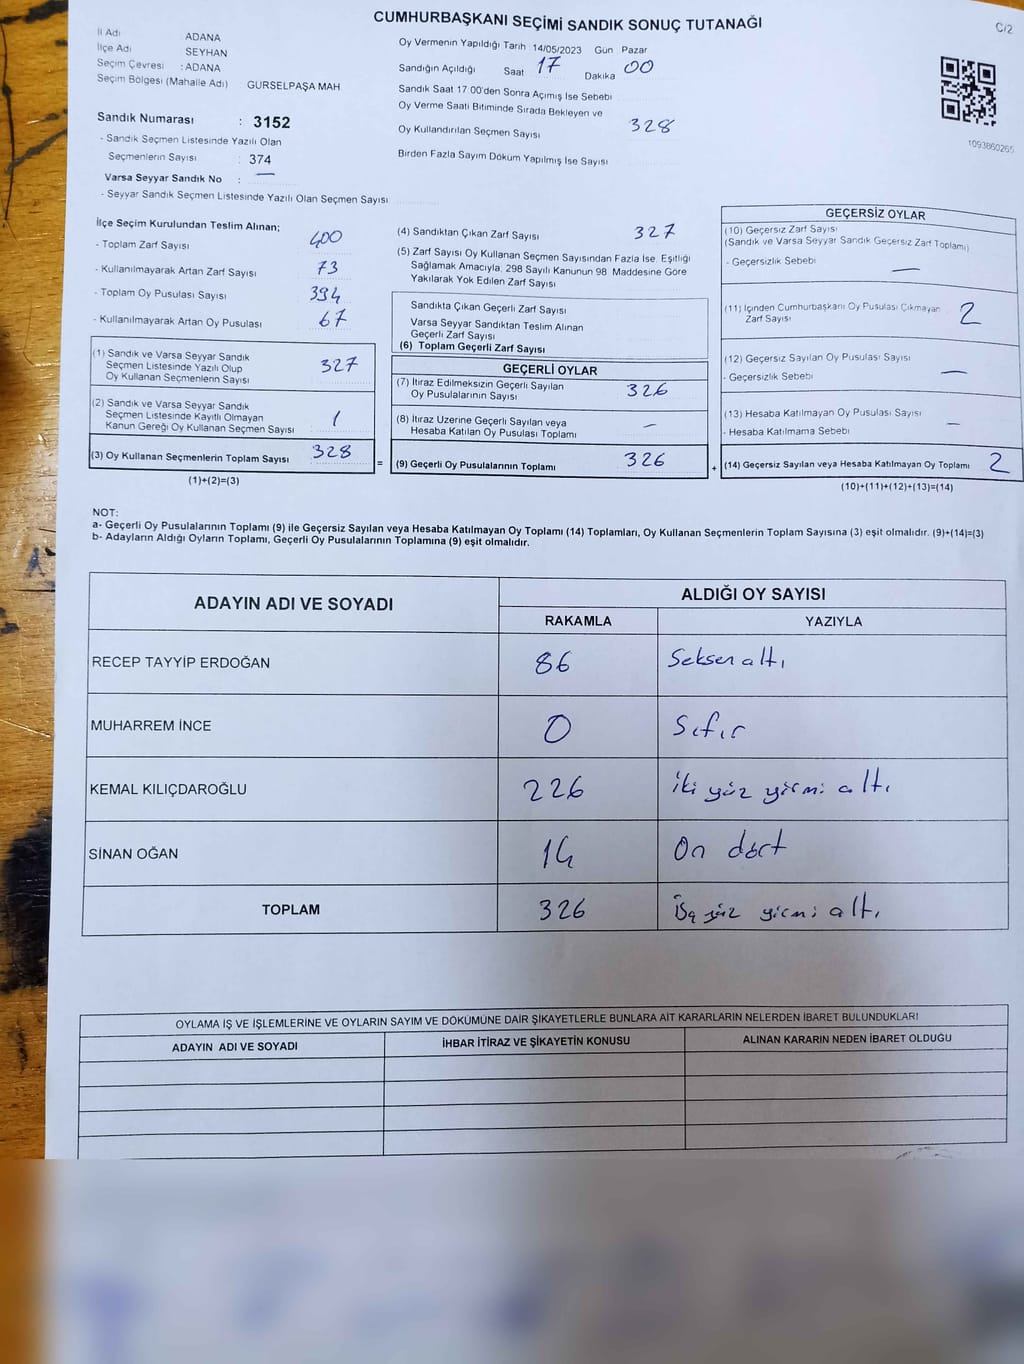 CUMHURBAŞKANI SEÇİMİ SANDIK SONUÇ TUTANAĞI
C/2
İl Adı ADANA
İlçe Adı SEYHAN
Seçim Çevresi : ADANA
Seçim Bölgesi (Mahalle Adı) GÜRSELPAŞA MAH
Sandık Numarası : 3152
- Sandık Seçmen Listesinde Yazılı Olan
Seçmenlerin Sayısı : 374
Varsa Seyyar Sandık No : —
- Seyyar Sandık Seçmen Listesinde Yazılı Olan Seçmen Sayısı
Oy Vermenin Yapıldığı Tarih 14/05/2023 Gün Pazar
Sandığın Açıldığı Saat 17 Dakika 00
Sandık Saat 17.00'den Sonra Açılmış İse Sebebi
Oy Verme Saati Bitiminde Sırada Bekleyen ve
Oy Kullandırılan Seçmen Sayısı 328
Birden Fazla Sayım Döküm Yapılmış İse Sayısı
1093860265
İlçe Seçim Kurulundan Teslim Alınan;
- Toplam Zarf Sayısı 400
- Kullanılmayarak Artan Zarf Sayısı 73
- Toplam Oy Pusulası Sayısı 394
- Kullanılmayarak Artan Oy Pusulası 67
(1) Sandık ve Varsa Seyyar Sandık
Seçmen Listesinde Yazılı Olup
Oy Kullanan Seçmenlerin Sayısı 327
(2) Sandık ve Varsa Seyyar Sandık
Seçmen Listesinde Kayıtlı Olmayan
Kanun Gereği Oy Kullanan Seçmen Sayısı 1
(3) Oy Kullanan Seçmenlerin Toplam Sayısı 328
(1)+(2)=(3)
=
(4) Sandıktan Çıkan Zarf Sayısı 327
(5) Zarf Sayısı Oy Kullanan Seçmen Sayısından Fazla İse, Eşitliği
Sağlamak Amacıyla, 298 Sayılı Kanunun 98. Maddesine Göre
Yakılarak Yok Edilen Zarf Sayısı
Sandıkta Çıkan Geçerli Zarf Sayısı
Varsa Seyyar Sandıktan Teslim Alınan
Geçerli Zarf Sayısı
(6) Toplam Geçerli Zarf Sayısı
GEÇERLİ OYLAR
(7) İtiraz Edilmeksizin Geçerli Sayılan
Oy Pusulalarının Sayısı 326
(8) İtiraz Üzerine Geçerli Sayılan veya
Hesaba Katılan Oy Pusulası Toplamı —
(9) Geçerli Oy Pusulalarının Toplamı 326
+
GEÇERSİZ OYLAR
(10) Geçersiz Zarf Sayısı
(Sandık ve Varsa Seyyar Sandık Geçersiz Zarf Toplamı)
- Geçersizlik Sebebi —
(11) İçinden Cumhurbaşkanı Oy Pusulası Çıkmayan
Zarf Sayısı 2
(12) Geçersiz Sayılan Oy Pusulası Sayısı
- Geçersizlik Sebebi —
(13) Hesaba Katılmayan Oy Pusulası Sayısı
- Hesaba Katılmama Sebebi —
(14) Geçersiz Sayılan veya Hesaba Katılmayan Oy Toplamı 2
(10)+(11)+(12)+(13)=(14)
NOT:
a- Geçerli Oy Pusulalarının Toplamı (9) ile Geçersiz Sayılan veya Hesaba Katılmayan Oy Toplamı (14) Toplamları, Oy Kullanan Seçmenlerin Toplam Sayısına (3) eşit olmalıdır. (9)+(14)=(3)
b- Adayların Aldığı Oyların Toplamı, Geçerli Oy Pusulalarının Toplamına (9) eşit olmalıdır.
ADAYIN ADI VE SOYADI
ALDIĞI OY SAYISI
RAKAMLA YAZIYLA
RECEP TAYYİP ERDOĞAN 86 Seksen altı
MUHARREM İNCE 0 Sıfır
KEMAL KILIÇDAROĞLU 226 iki yüz yirmi altı
SİNAN OĞAN 14 On dört
TOPLAM 326 üç yüz yirmi altı
OYLAMA İŞ VE İŞLEMLERİNE VE OYLARIN SAYIM VE DÖKÜMÜNE DAİR ŞİKAYETLERLE BUNLARA AİT KARARLARIN NELERDEN İBARET BULUNDUKLARI
ADAYIN ADI VE SOYADI İHBAR İTİRAZ VE ŞİKAYETİN KONUSU ALINAN KARARIN NEDEN İBARET OLDUĞU